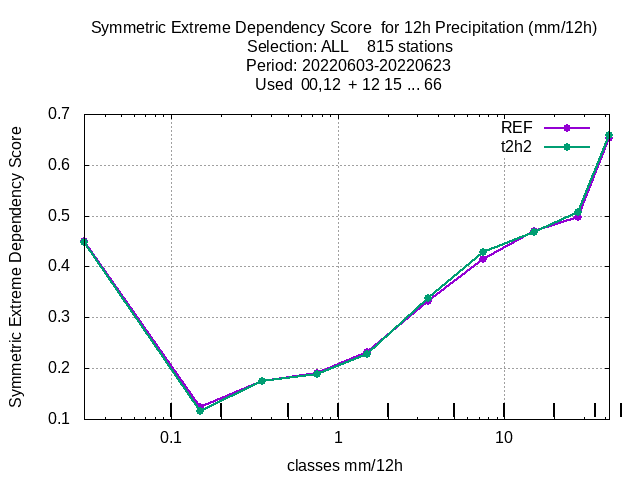 Symmetric Extreme Dependency Score  for 12h Precipitation (mm/12h)
Selection: ALL    815 stations
Period: 20220603-20220623
Used  00,12  + 12 15 ... 66
0.7
0.6
0.5
0.4
0.3
0.2
0.1
Symmetric Extreme Dependency Score
REF
t2h2
0.1
1
10
classes mm/12h